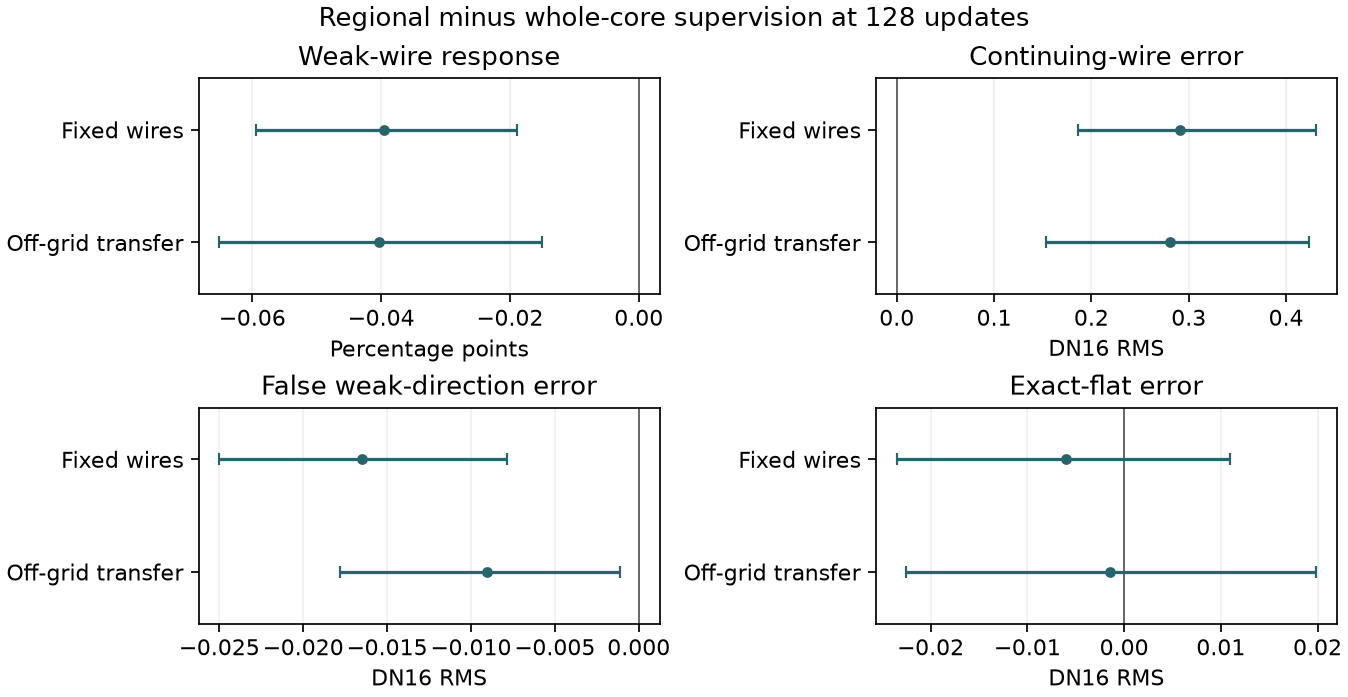 Regional minus whole-core supervision at 128 updates
Weak-wire response
Fixed wires
Off-grid transfer
−0.06 −0.04 −0.02 0.00
Percentage points
Continuing-wire error
Fixed wires
Off-grid transfer
0.0 0.1 0.2 0.3 0.4
DN16 RMS
False weak-direction error
Fixed wires
Off-grid transfer
−0.025 −0.020 −0.015 −0.010 −0.005 0.000
DN16 RMS
Exact-flat error
Fixed wires
Off-grid transfer
−0.02 −0.01 0.00 0.01 0.02
DN16 RMS